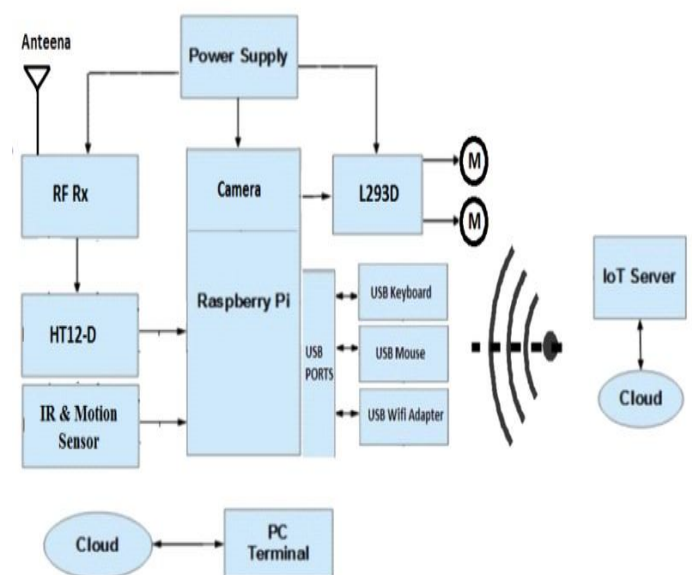 Anteena
Power Supply
RF Rx
Camera
L293D
M
M
IoT Server
Raspberry Pi
USB Keyboard
HT12-D
USB
PORTS
USB Mouse
Cloud
IR & Motion
Sensor
USB Wifi Adapter
Cloud
PC
Terminal